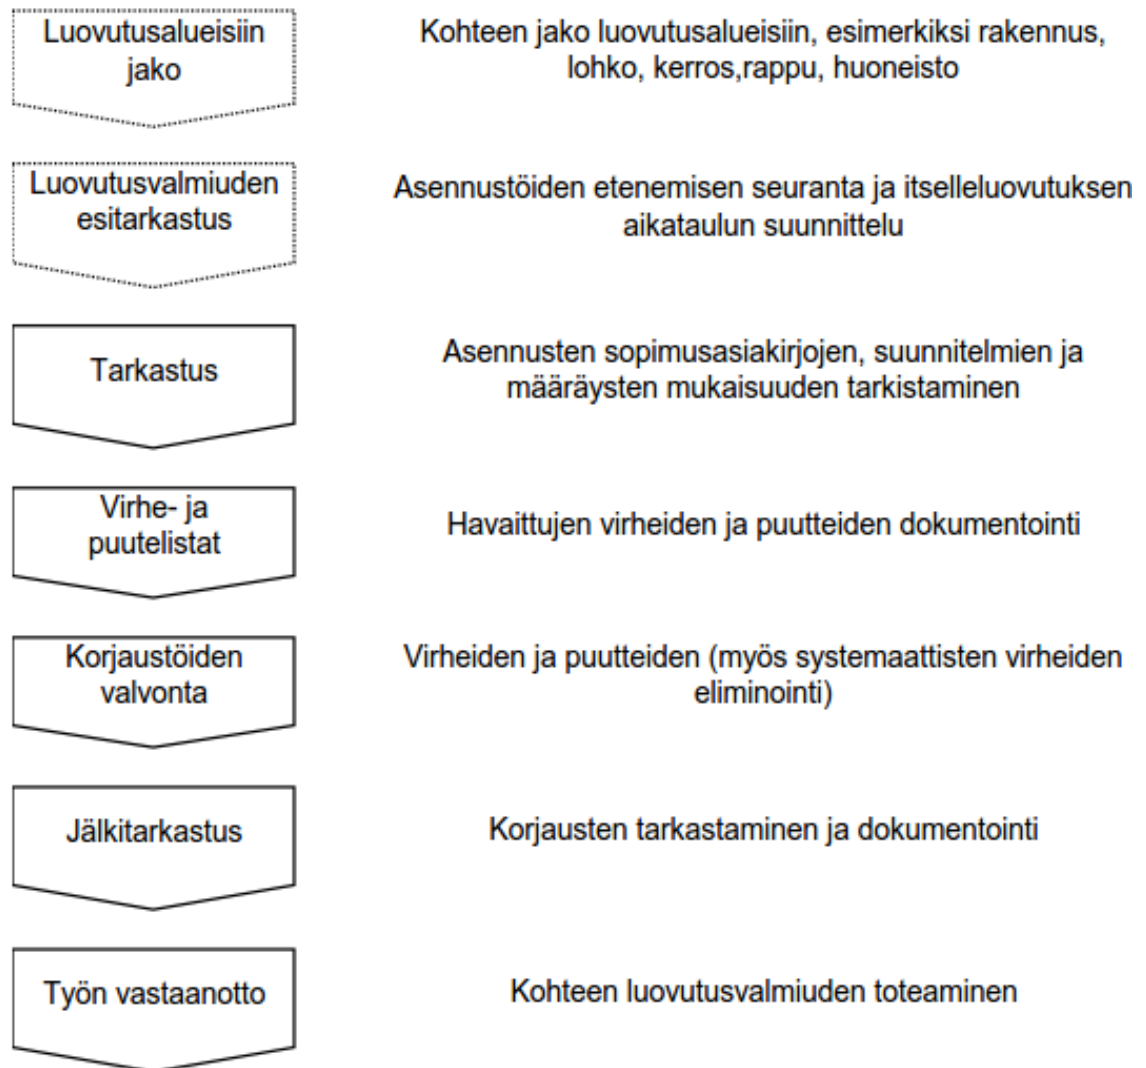 Luovutusalueisiin
jako
Kohteen jako luovutusalueisiin, esimerkiksi rakennus,
lohko, kerros,rappu, huoneisto
Luovutusvalmiuden
esitarkastus
Asennustöiden etenemisen seuranta ja itselleluovutuksen
aikataulun suunnittelu
Tarkastus
Asennusten sopimusasiakirjojen, suunnitelmien ja
määräysten mukaisuuden tarkistaminen
Virhe- ja
puutelistat
Havaittujen virheiden ja puutteiden dokumentointi
Korjaustöiden
valvonta
Virheiden ja puutteiden (myös systemaattisten virheiden
eliminointi)
Jälkitarkastus
Korjausten tarkastaminen ja dokumentointi
Työn vastaanotto
Kohteen luovutusvalmiuden toteaminen